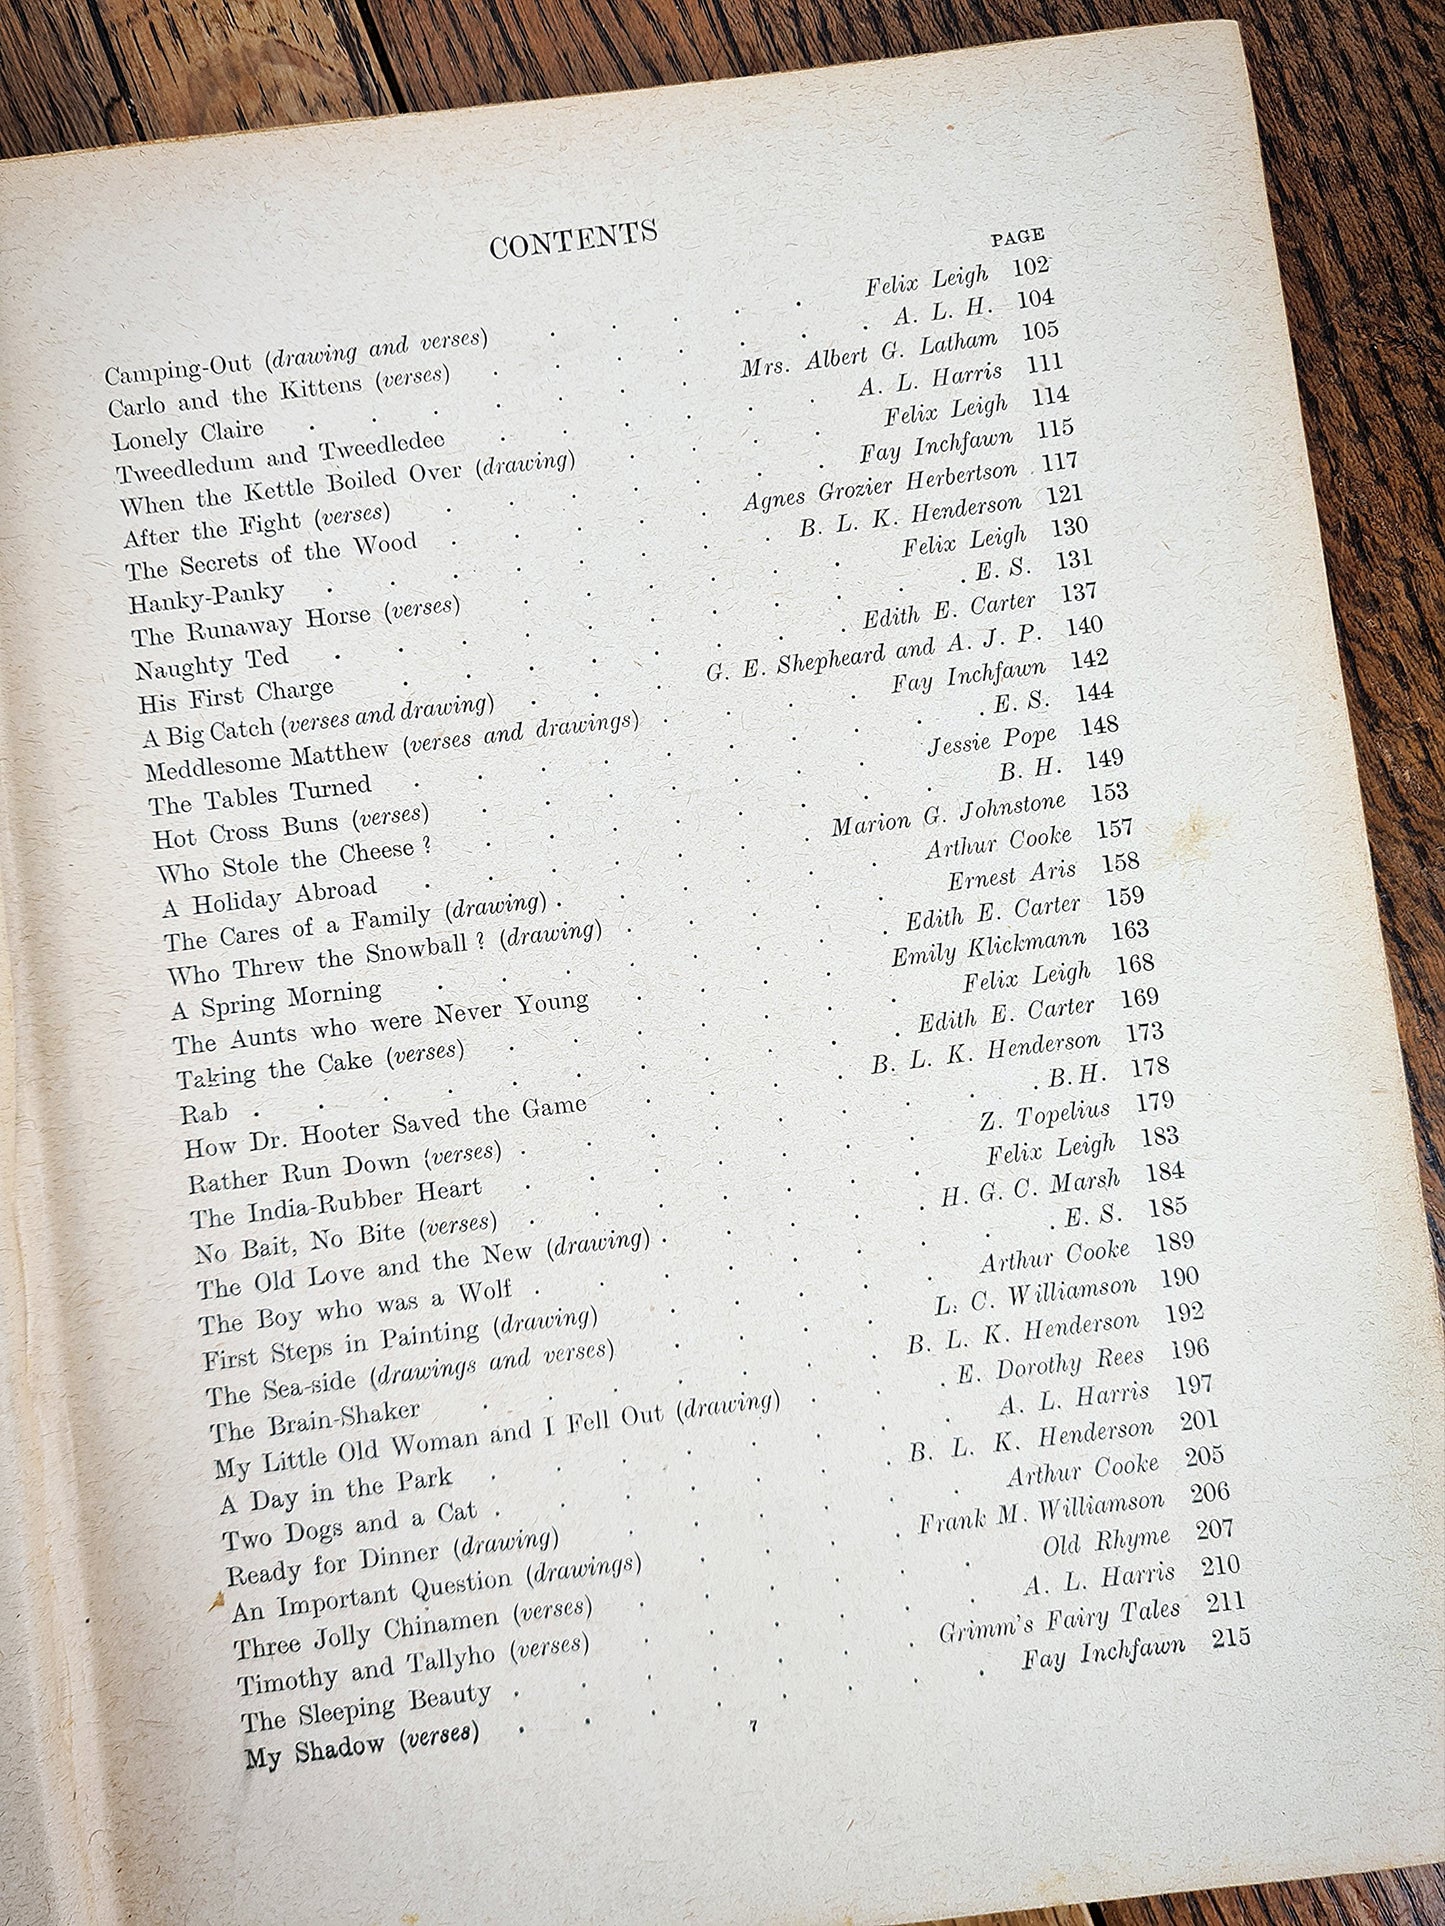 CONTENTS
PAGE
Camping-Out (drawing and verses) . . . . . Felix Leigh 102
Carlo and the Kittens (verses) . . . . . A. L. H. 104
Lonely Claire . . . . . Mrs. Albert G. Latham 105
Tweedledum and Tweedledee . . . . . A. L. Harris 111
When the Kettle Boiled Over (drawing) . . . . Felix Leigh 114
After the Fight (verses) . . . . . Fay Inchfawn 115
The Secrets of the Wood . . . . . Agnes Grozier Herbertson 117
Hanky-Panky . . . . . B. L. K. Henderson 121
The Runaway Horse (verses) . . . . . Felix Leigh 130
Naughty Ted . . . . . E. S. 131
His First Charge . . . . . Edith E. Carter 137
A Big Catch (verses and drawing) . . . G. E. Shepheard and A. J. P. 140
Meddlesome Matthew (verses and drawings) . . . . Fay Inchfawn 142
The Tables Turned . . . . . E. S. 144
Hot Cross Buns (verses) . . . . . Jessie Pope 148
Who Stole the Cheese ? . . . . . B. H. 149
A Holiday Abroad . . . . . Marion G. Johnstone 153
The Cares of a Family (drawing) . . . . . Arthur Cooke 157
Who Threw the Snowball ? (drawing) . . . . Ernest Aris 158
A Spring Morning . . . . . Edith E. Carter 159
The Aunts who were Never Young . . . . Emily Klickmann 163
Taking the Cake (verses) . . . . . Felix Leigh 168
Rab . . . . . Edith E. Carter 169
How Dr. Hooter Saved the Game . . . . B. L. K. Henderson 173
Rather Run Down (verses) . . . . . B. H. 178
The India-Rubber Heart . . . . . Z. Topelius 179
No Bait, No Bite (verses) . . . . . Felix Leigh 183
The Old Love and the New (drawing) . . . . . H. G. C. Marsh 184
The Boy who was a Wolf . . . . . E. S. 185
First Steps in Painting (drawing) . . . . . Arthur Cooke 189
The Sea-side (drawings and verses) . . . . L. C. Williamson 190
The Brain-Shaker . . . . . B. L. K. Henderson 192
My Little Old Woman and I Fell Out (drawing) . . . E. Dorothy Rees 196
A Day in the Park . . . . . A. L. Harris 197
Two Dogs and a Cat . . . . . B. L. K. Henderson 201
Ready for Dinner (drawing) . . . . . Arthur Cooke 205
An Important Question (drawings) . . . . Frank M. Williamson 206
Three Jolly Chinamen (verses) . . . . . Old Rhyme 207
Timothy and Tallyho (verses) . . . . . A. L. Harris 210
The Sleeping Beauty . . . . . Grimm's Fairy Tales 211
My Shadow (verses) . . . . . Fay Inchfawn 215
7